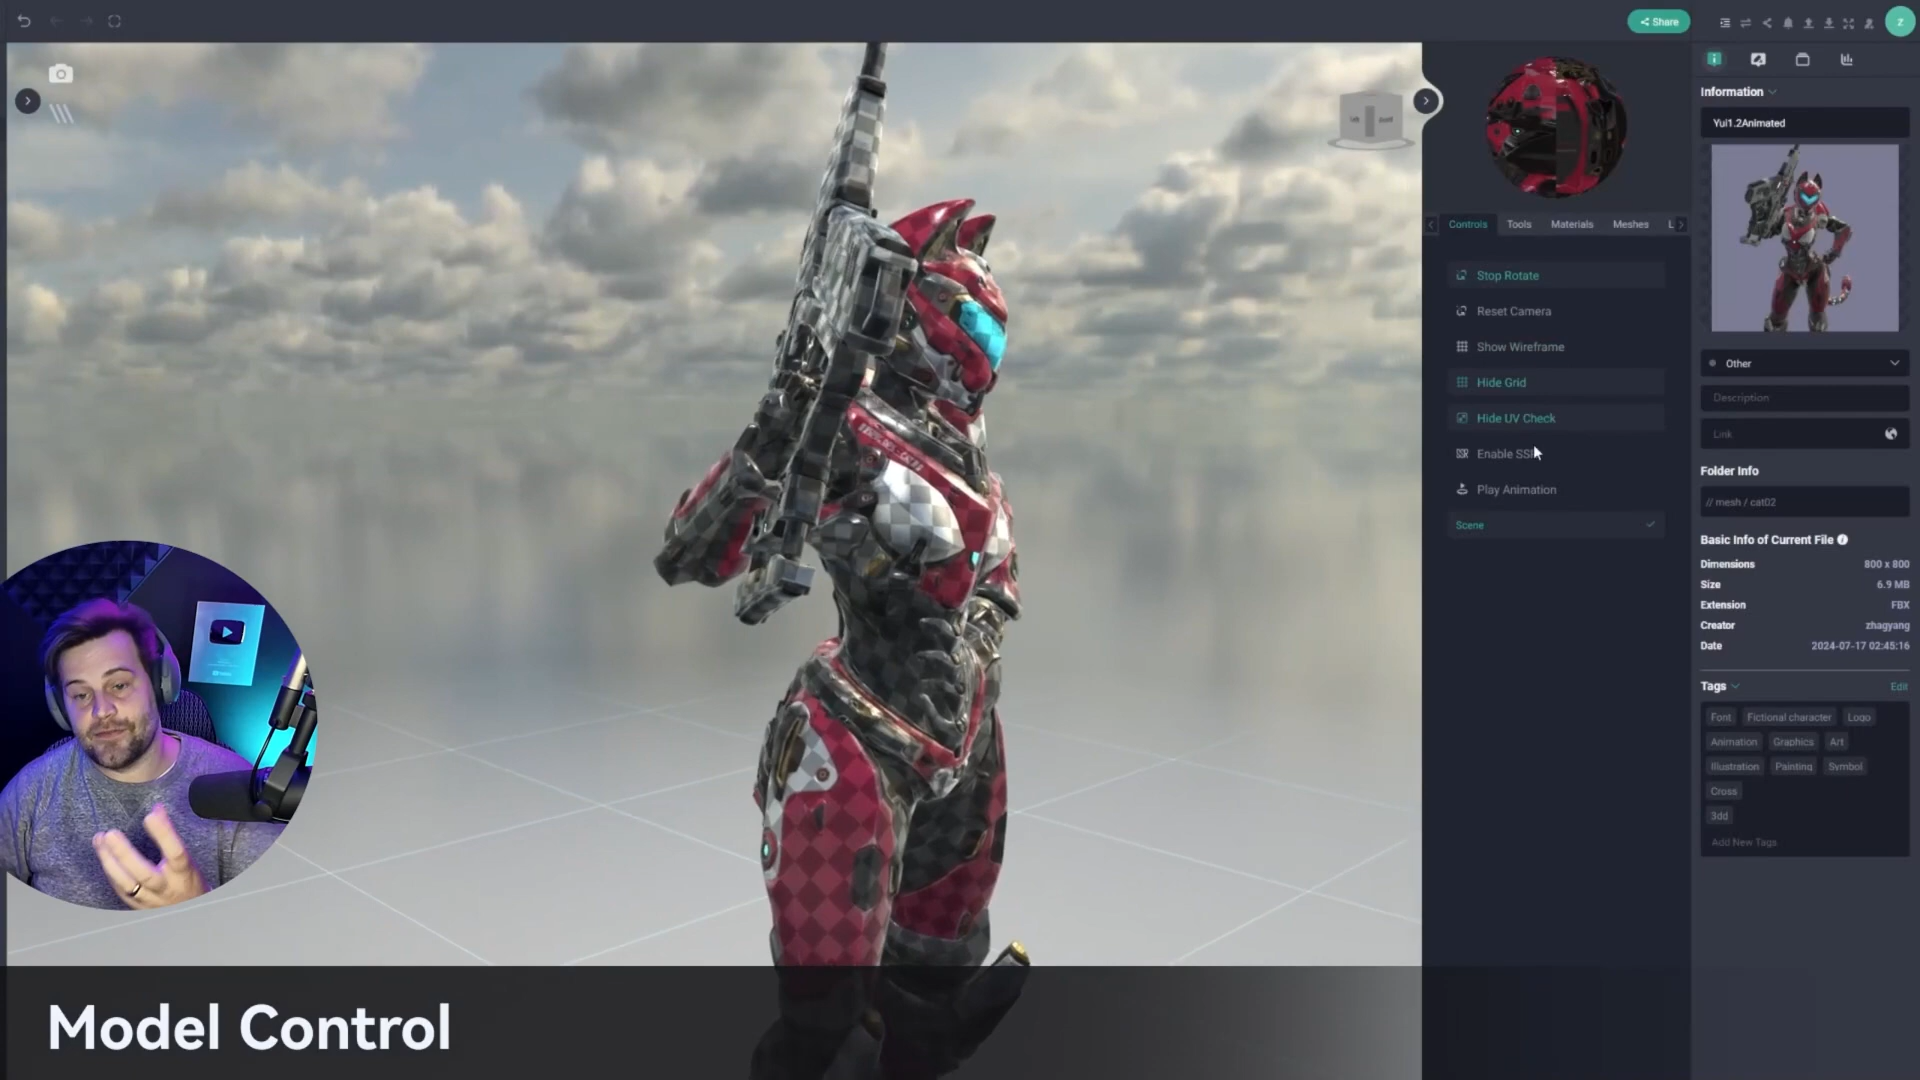 Share
Z
Information
Yui1.2Animated
Controls
Tools
Materials
Meshes
L
Stop Rotate
Reset Camera
Show Wireframe
Hide Grid
Hide UV Check
Enable
Play Animation
Scene
Other
Description
Link
Folder Info
// mesh / cat02
Basic Info of Current File
Dimensions 800 x 800
Size 6.9 MB
Extension FBX
Creator zhagyang
Date 2024-07-17 02:45:16
Tags
Edit
Font Fictional character Logo
Animation Graphics Art
Illustration Painting Symbol
Cross
3dd
Add New Tags
Model Control